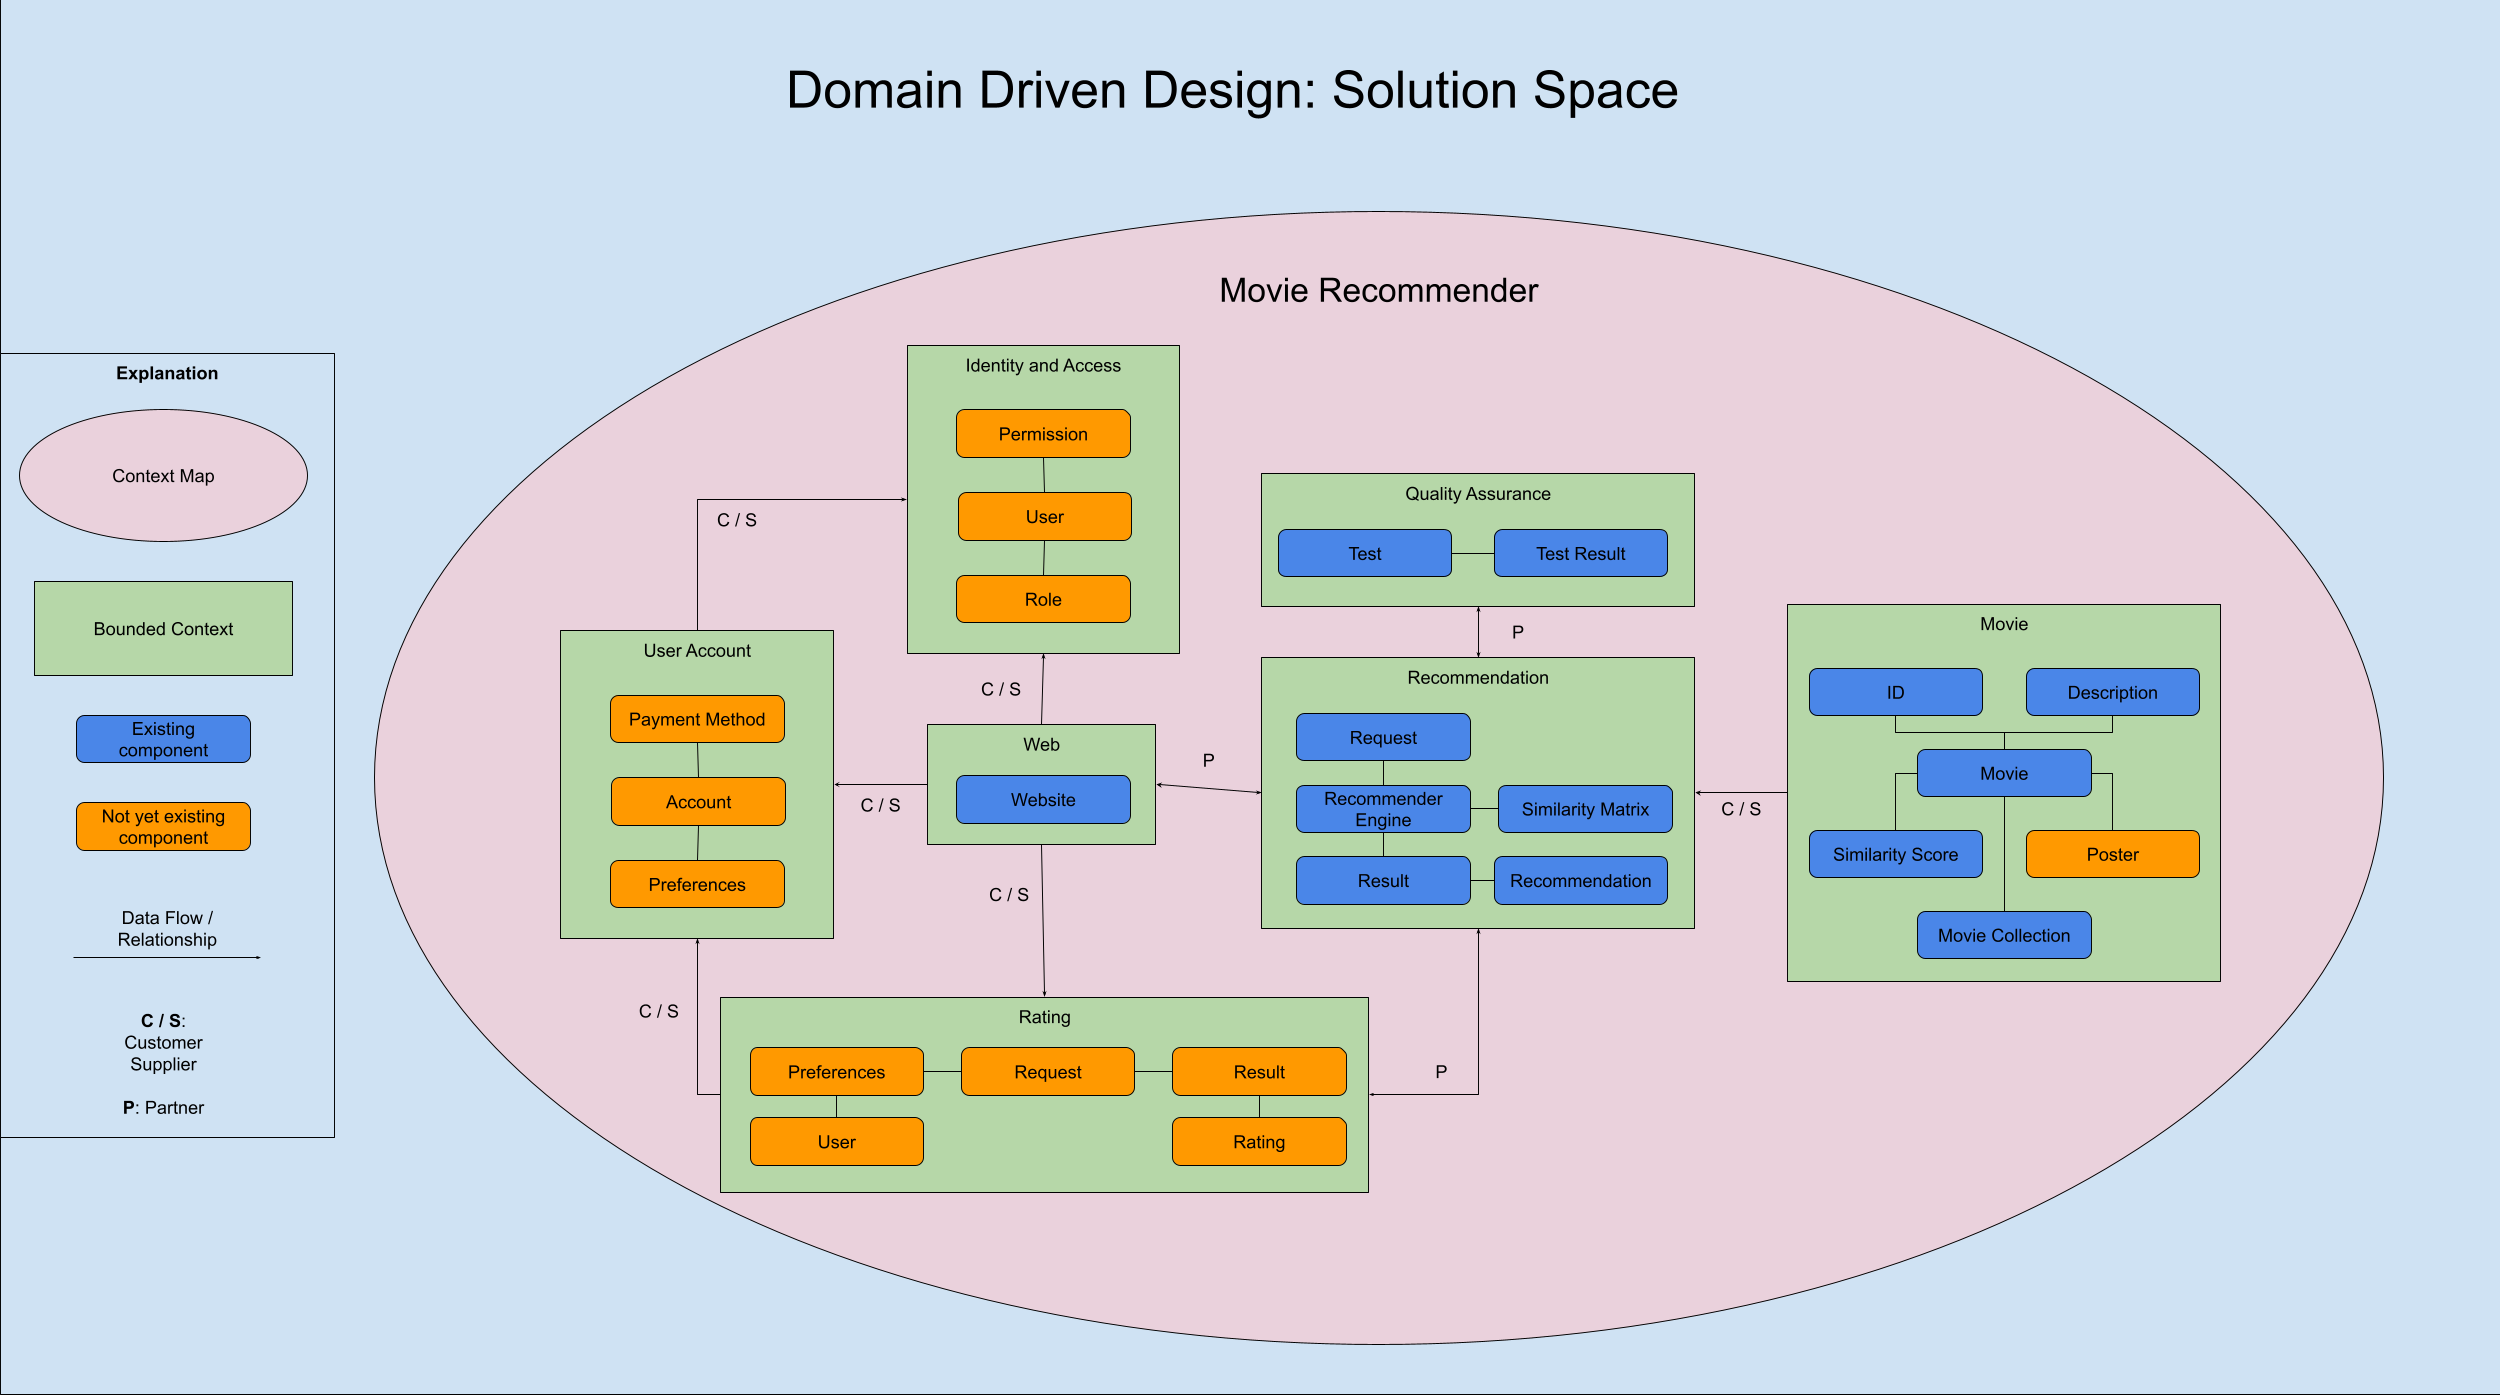 Domain Driven Design: Solution Space
Explanation
Context Map
Bounded Context
Existing
component
Not yet existing
component
Data Flow /
Relationship
C / S:
Customer
Supplier
P: Partner
Movie Recommender
Identity and Access
Permission
User
Role
C / S
User Account
Payment Method
Account
Preferences
C / S
Web
Website
C / S
C / S
C / S
P
Quality Assurance
Test
Test Result
P
Recommendation
Request
Recommender
Engine
Similarity Matrix
Result
Recommendation
C / S
Movie
ID
Description
Movie
Similarity Score
Poster
Movie Collection
Rating
Preferences
Request
Result
User
Rating
P